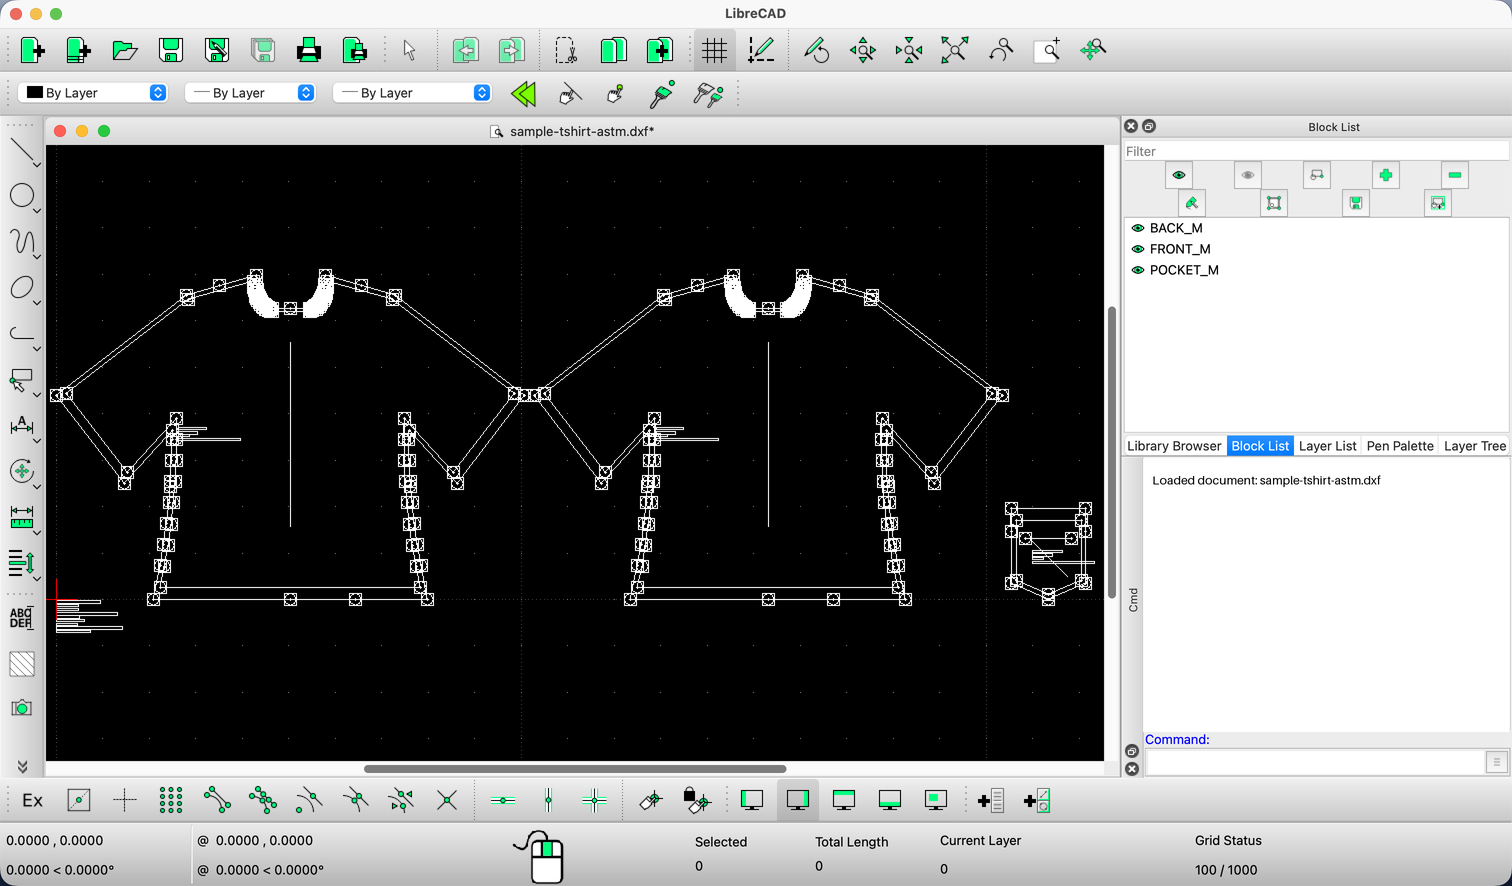 LibreCAD
By Layer
By Layer
By Layer
sample-tshirt-astm.dxf*
Block List
Filter
BACK_M
FRONT_M
POCKET_M
Library Browser
Block List
Layer List
Pen Palette
Layer Tree
Loaded document: sample-tshirt-astm.dxf
Cmd
Command:
A
ABC
DEF
Ex
0.0000 , 0.0000
@ 0.0000 , 0.0000
Selected
Total Length
Current Layer
Grid Status
0.0000 < 0.0000°
@ 0.0000 < 0.0000°
0
0
0
100 / 1000